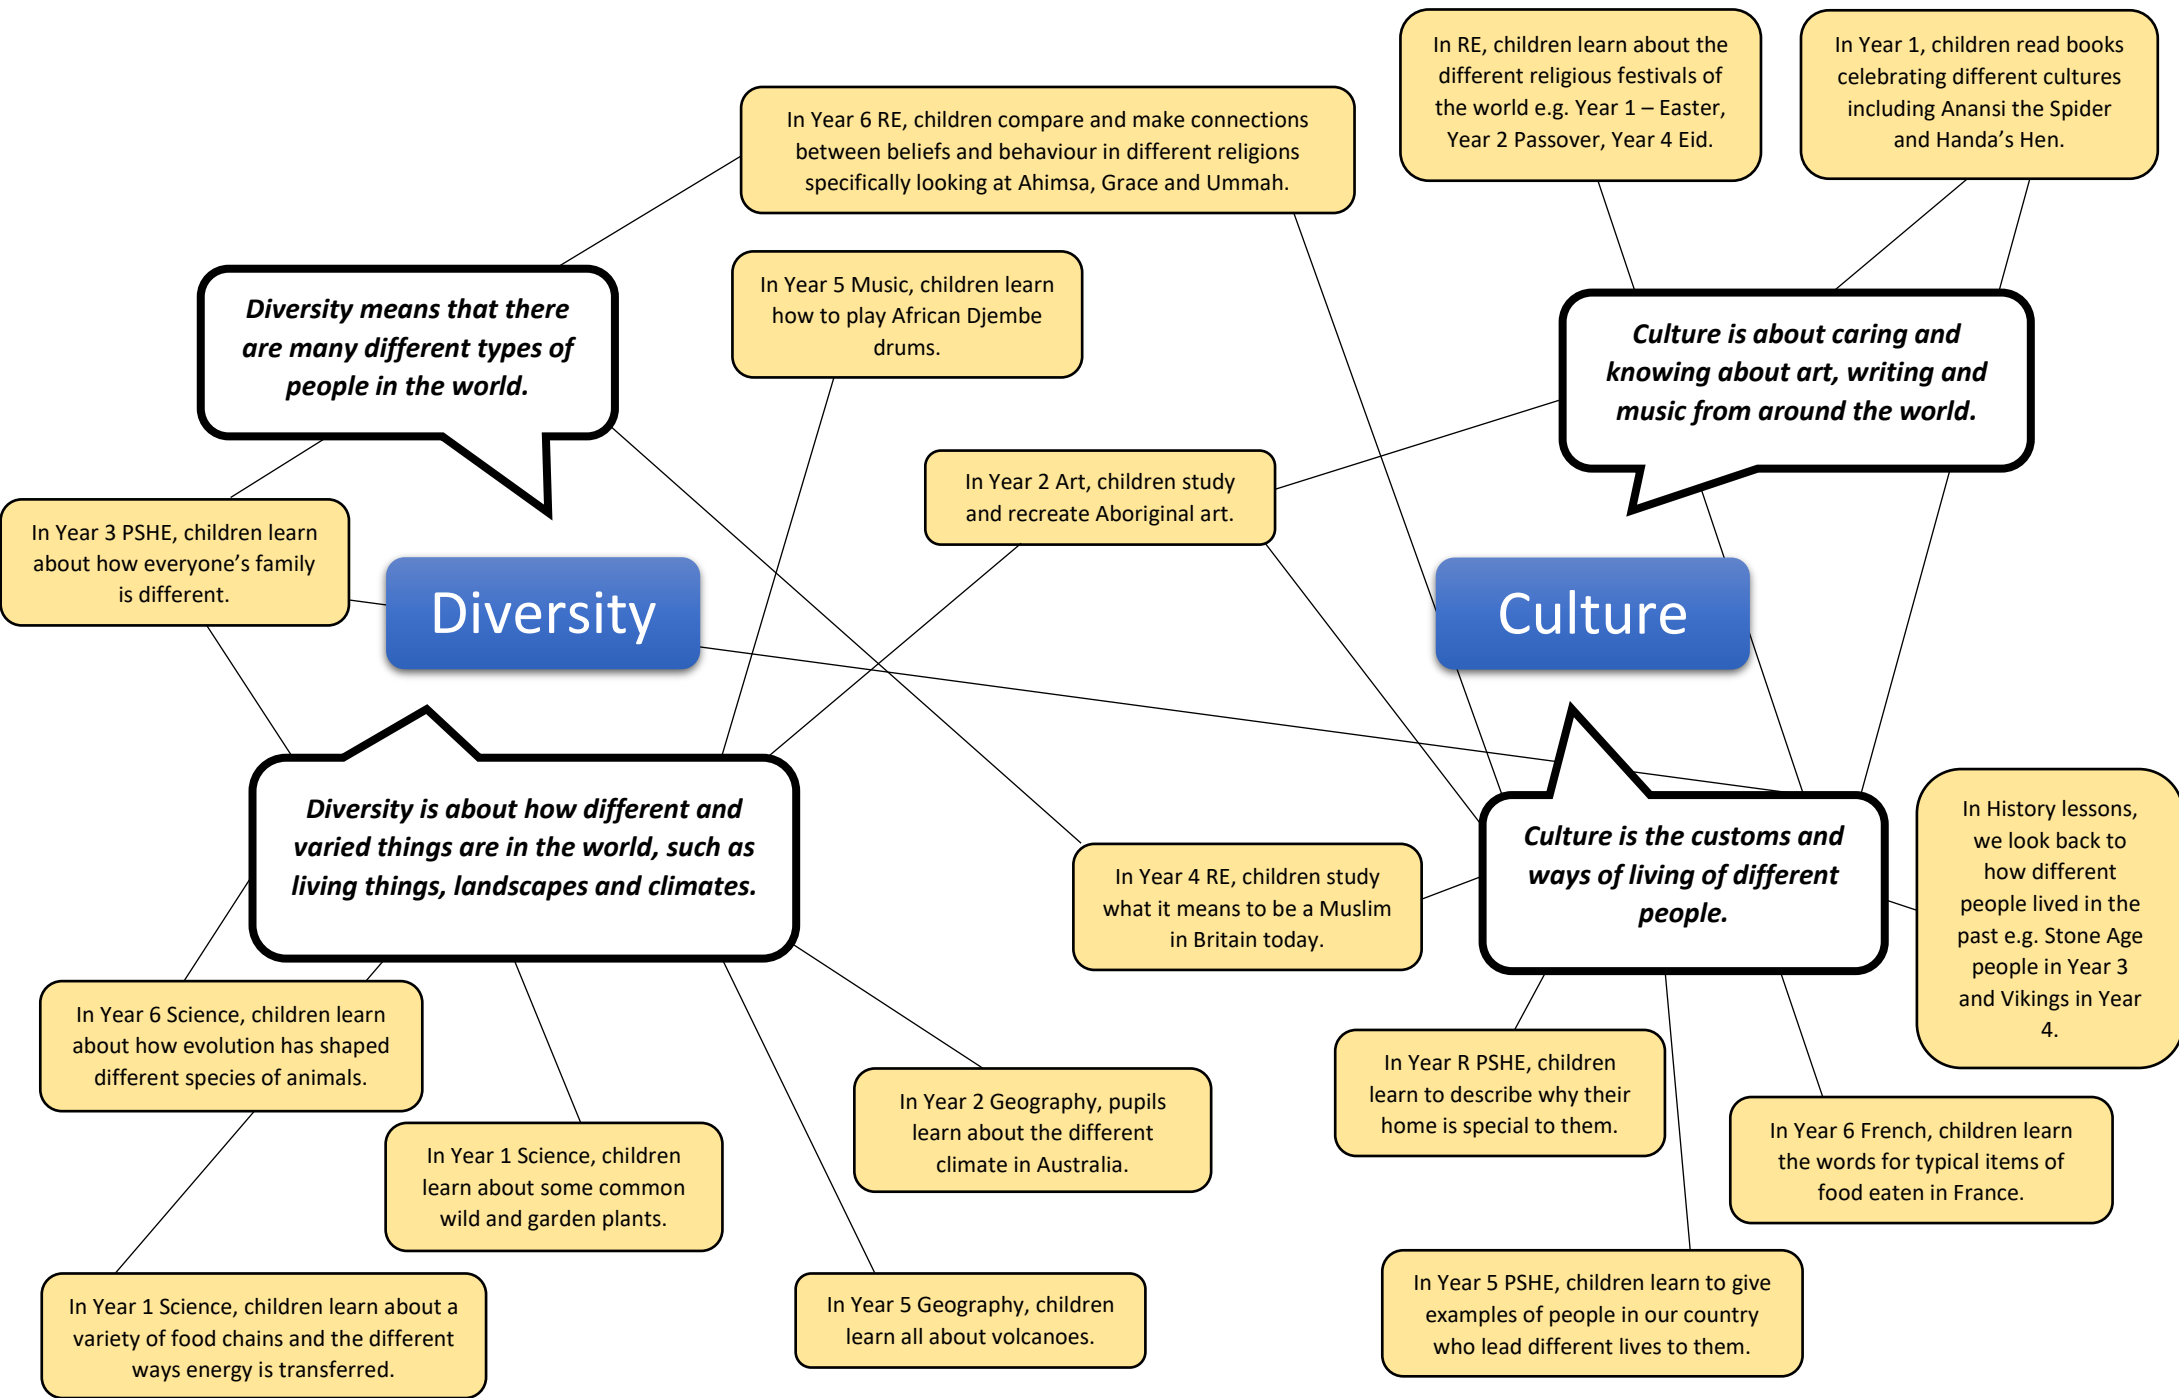 In RE, children learn about the
different religious festivals of
the world e.g. Year 1 – Easter,
Year 2 Passover, Year 4 Eid.
In Year 1, children read books
celebrating different cultures
including Anansi the Spider
and Handa’s Hen.
In Year 6 RE, children compare and make connections
between beliefs and behaviour in different religions
specifically looking at Ahimsa, Grace and Ummah.
Diversity means that there
are many different types of
people in the world.
In Year 5 Music, children learn
how to play African Djembe
drums.
Culture is about caring and
knowing about art, writing and
music from around the world.
In Year 2 Art, children study
and recreate Aboriginal art.
In Year 3 PSHE, children learn
about how everyone’s family
is different.
Diversity
Culture
Diversity is about how different and
varied things are in the world, such as
living things, landscapes and climates.
Culture is the customs and
ways of living of different
people.
In History lessons,
we look back to
how different
people lived in the
past e.g. Stone Age
people in Year 3
and Vikings in Year
4.
In Year 4 RE, children study
what it means to be a Muslim
in Britain today.
In Year 6 Science, children learn
about how evolution has shaped
different species of animals.
In Year R PSHE, children
learn to describe why their
home is special to them.
In Year 2 Geography, pupils
learn about the different
climate in Australia.
In Year 1 Science, children
learn about some common
wild and garden plants.
In Year 6 French, children learn
the words for typical items of
food eaten in France.
In Year 1 Science, children learn about a
variety of food chains and the different
ways energy is transferred.
In Year 5 Geography, children
learn all about volcanoes.
In Year 5 PSHE, children learn to give
examples of people in our country
who lead different lives to them.